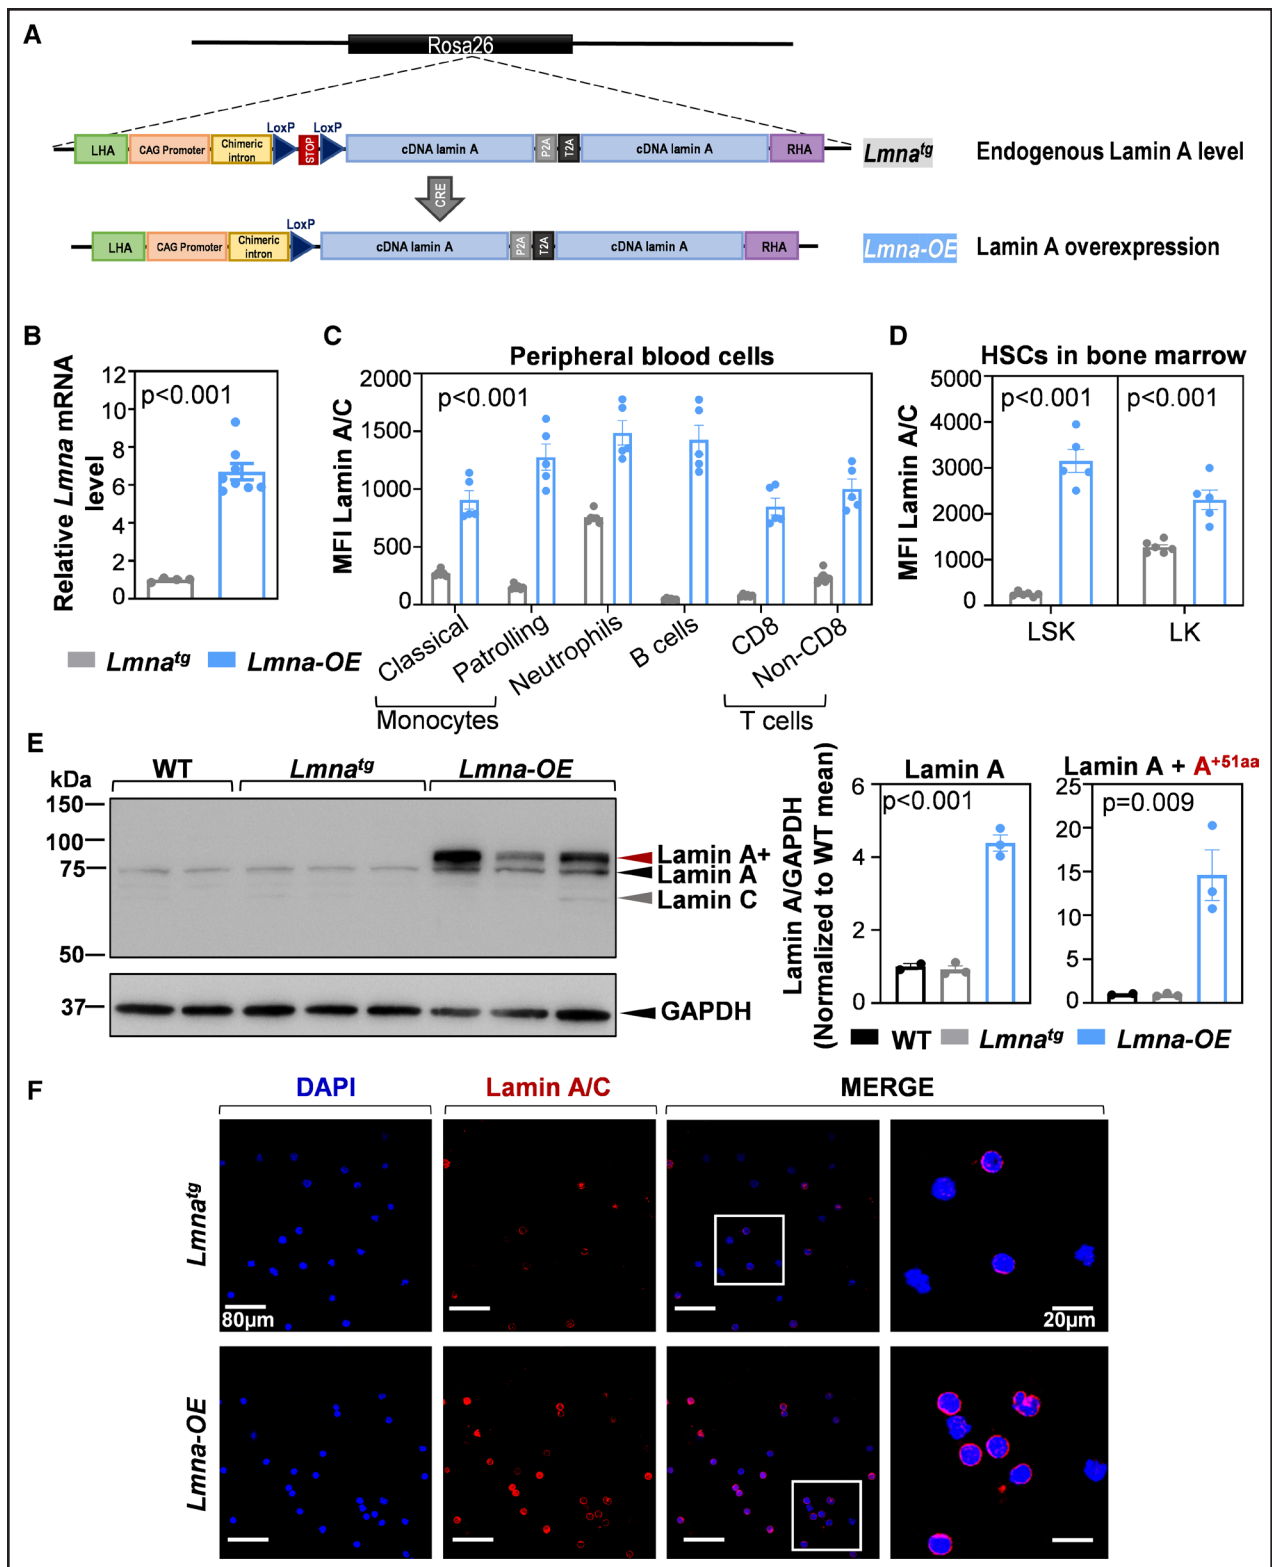 A
Rosa26
LoxP LoxP
LHA CAG Promoter Chimeric intron STOP cDNA lamin A P2A T2A cDNA lamin A RHA Lmnatg Endogenous Lamin A level
CRE
LoxP
LHA CAG Promoter Chimeric intron cDNA lamin A P2A T2A cDNA lamin A RHA Lmna-OE Lamin A overexpression
B
Relative Lmna mRNA level
12
10
8
6
4
2
0
p<0.001
Lmnatg Lmna-OE
C
Peripheral blood cells
MFI Lamin A/C
2000
1500
1000
500
0
p<0.001
Classical Patrolling Neutrophils B cells CD8 Non-CD8
Monocytes T cells
D
HSCs in bone marrow
MFI Lamin A/C
5000
4000
3000
2000
1000
0
p<0.001 p<0.001
LSK LK
E
kDa WT Lmnatg Lmna-OE
150
100
75
50
37
Lamin A+
Lamin A
Lamin C
GAPDH
Lamin A/GAPDH
(Normalized to WT mean)
Lamin A
6
4
2
0
p<0.001
Lamin A + A+51aa
25
20
15
10
5
0
p=0.009
WT Lmnatg Lmna-OE
F
DAPI Lamin A/C MERGE
Lmnatg
80µm 20µm
Lmna-OE